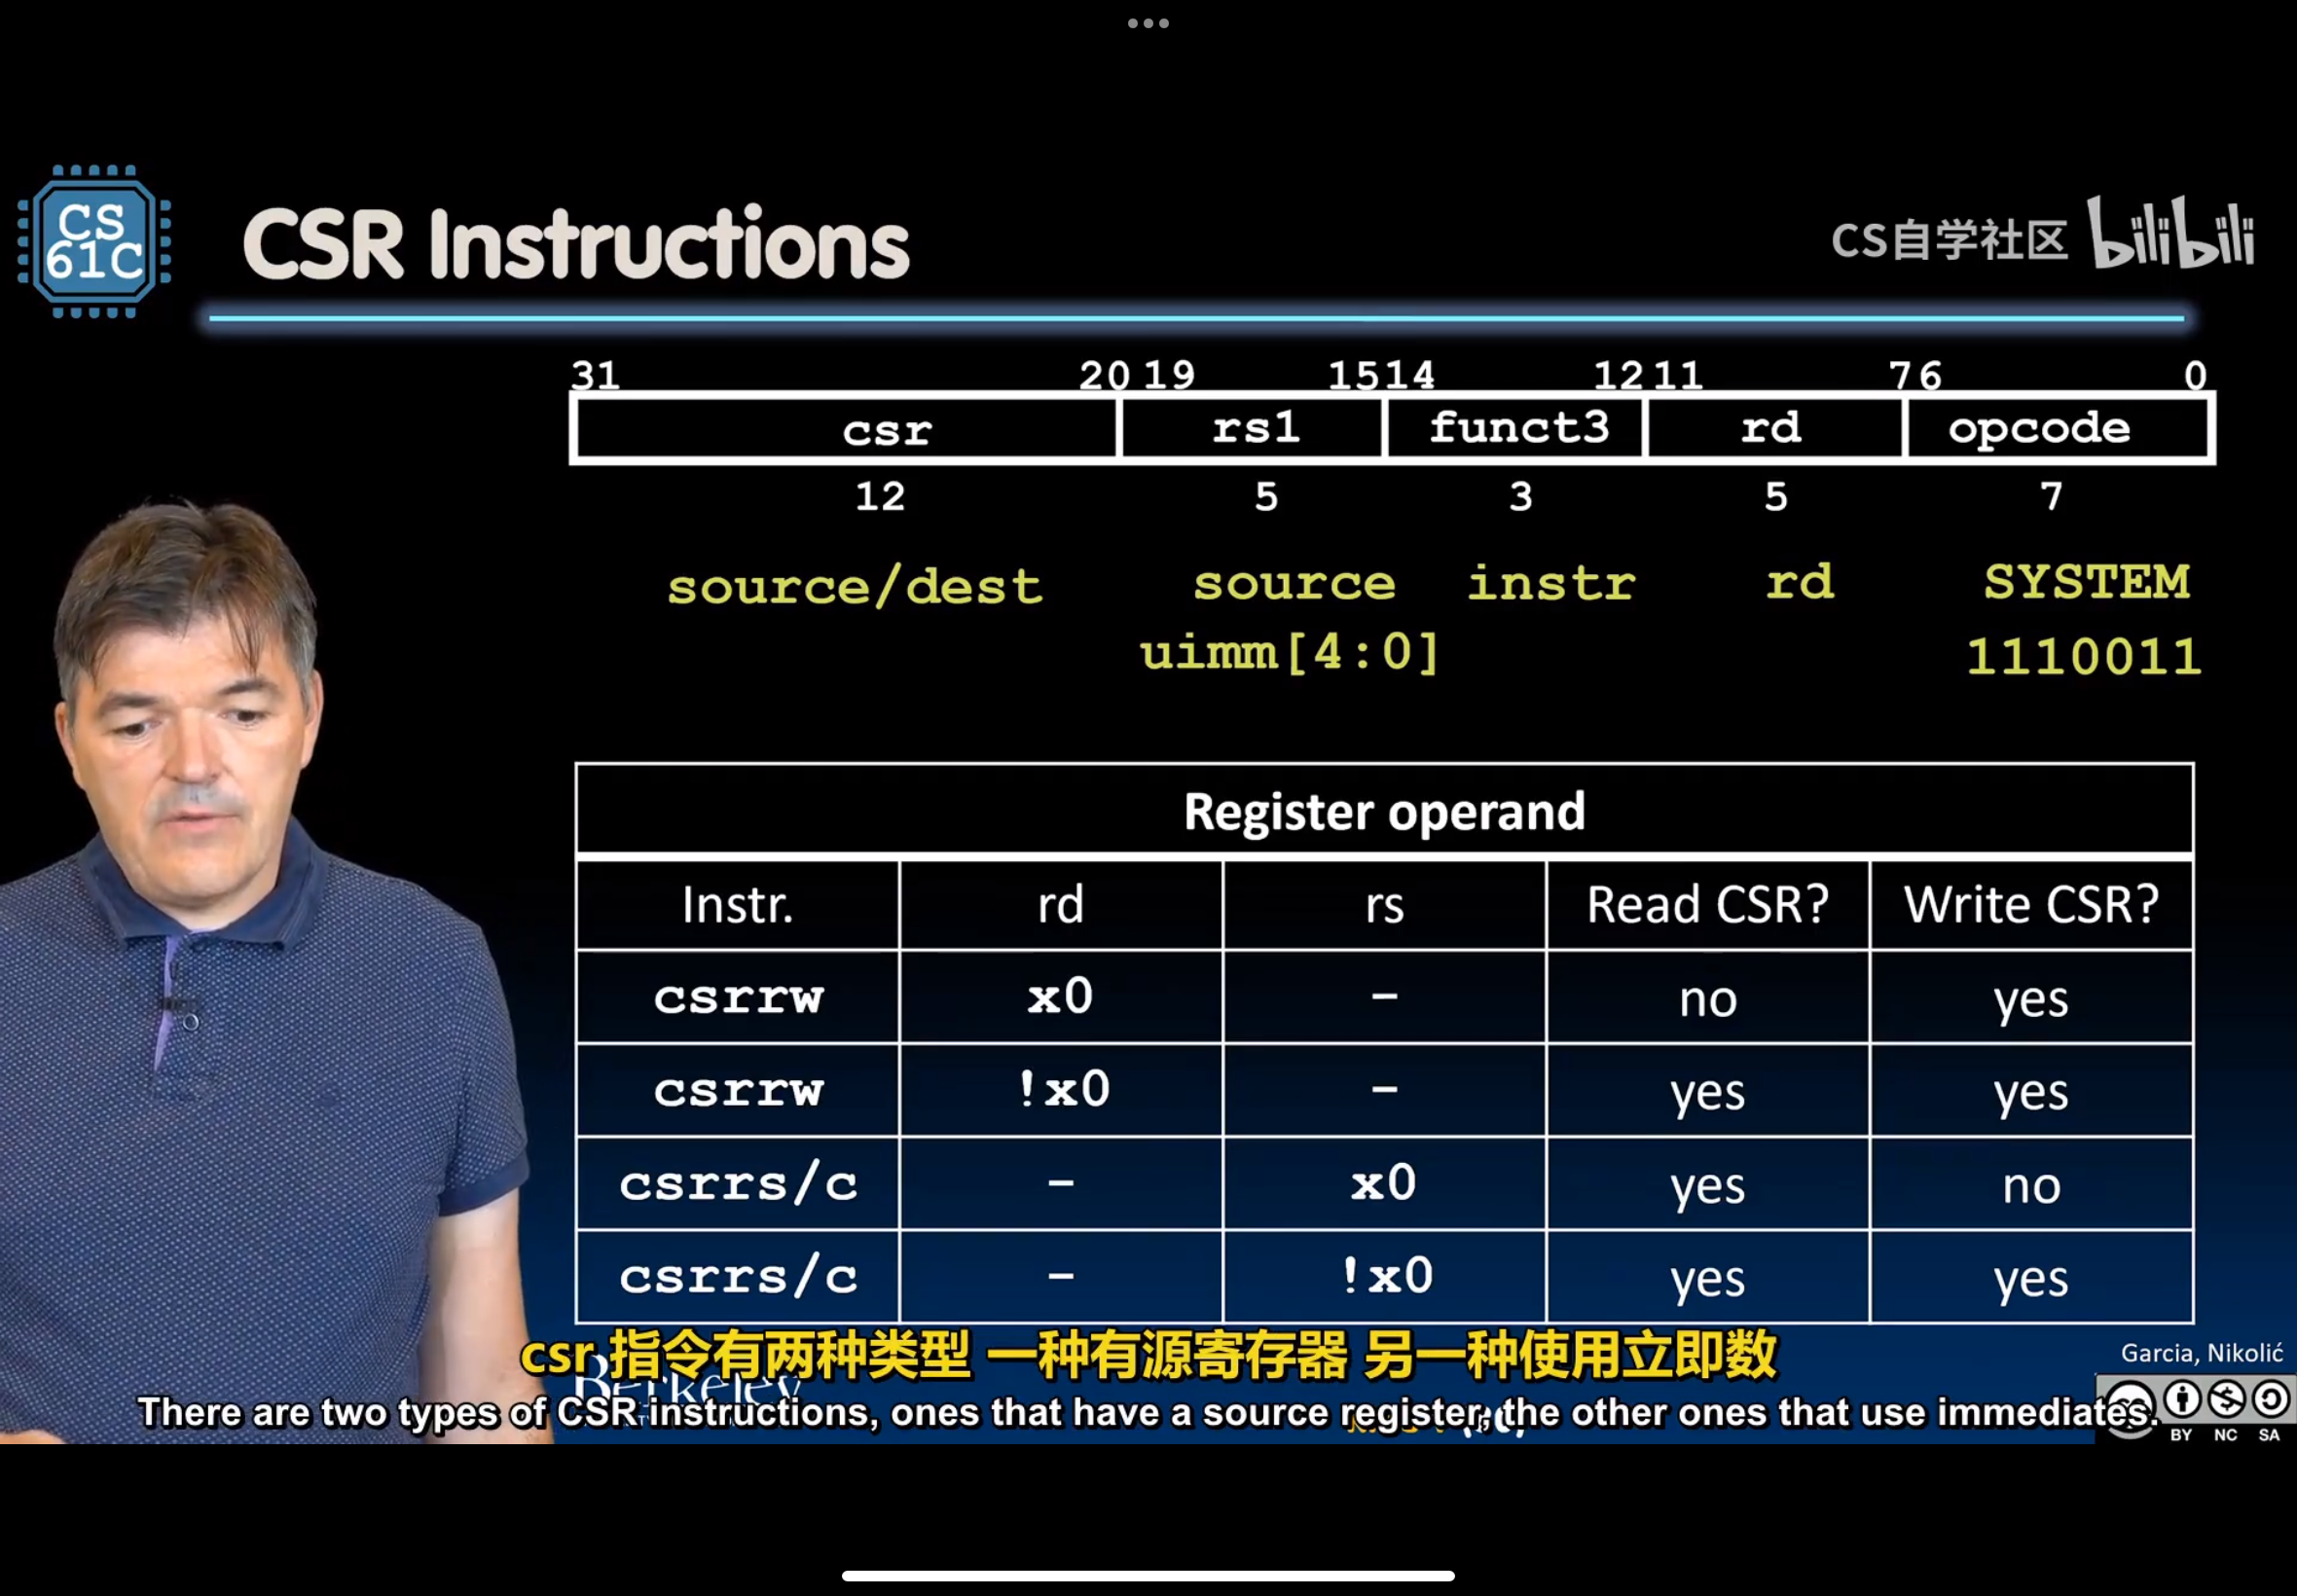 CS
61C
CSR Instructions
CS自学社区 bilibili
31 20 19 15 14 12 11 7 6 0
csr rs1 funct3 rd opcode
12 5 3 5 7
source/dest source instr rd SYSTEM
uimm[4:0] 1110011
Register operand
Instr. rd rs Read CSR? Write CSR?
csrrw x0 - no yes
csrrw !x0 - yes yes
csrrs/c - x0 yes no
csrrs/c - !x0 yes yes
csr 指令有两种类型 一种有源寄存器 另一种使用立即数
Garcia, Nikolić
Berkeley
There are two types of CSR instructions, ones that have a source register, the other ones that use immediates.
BY NC SA